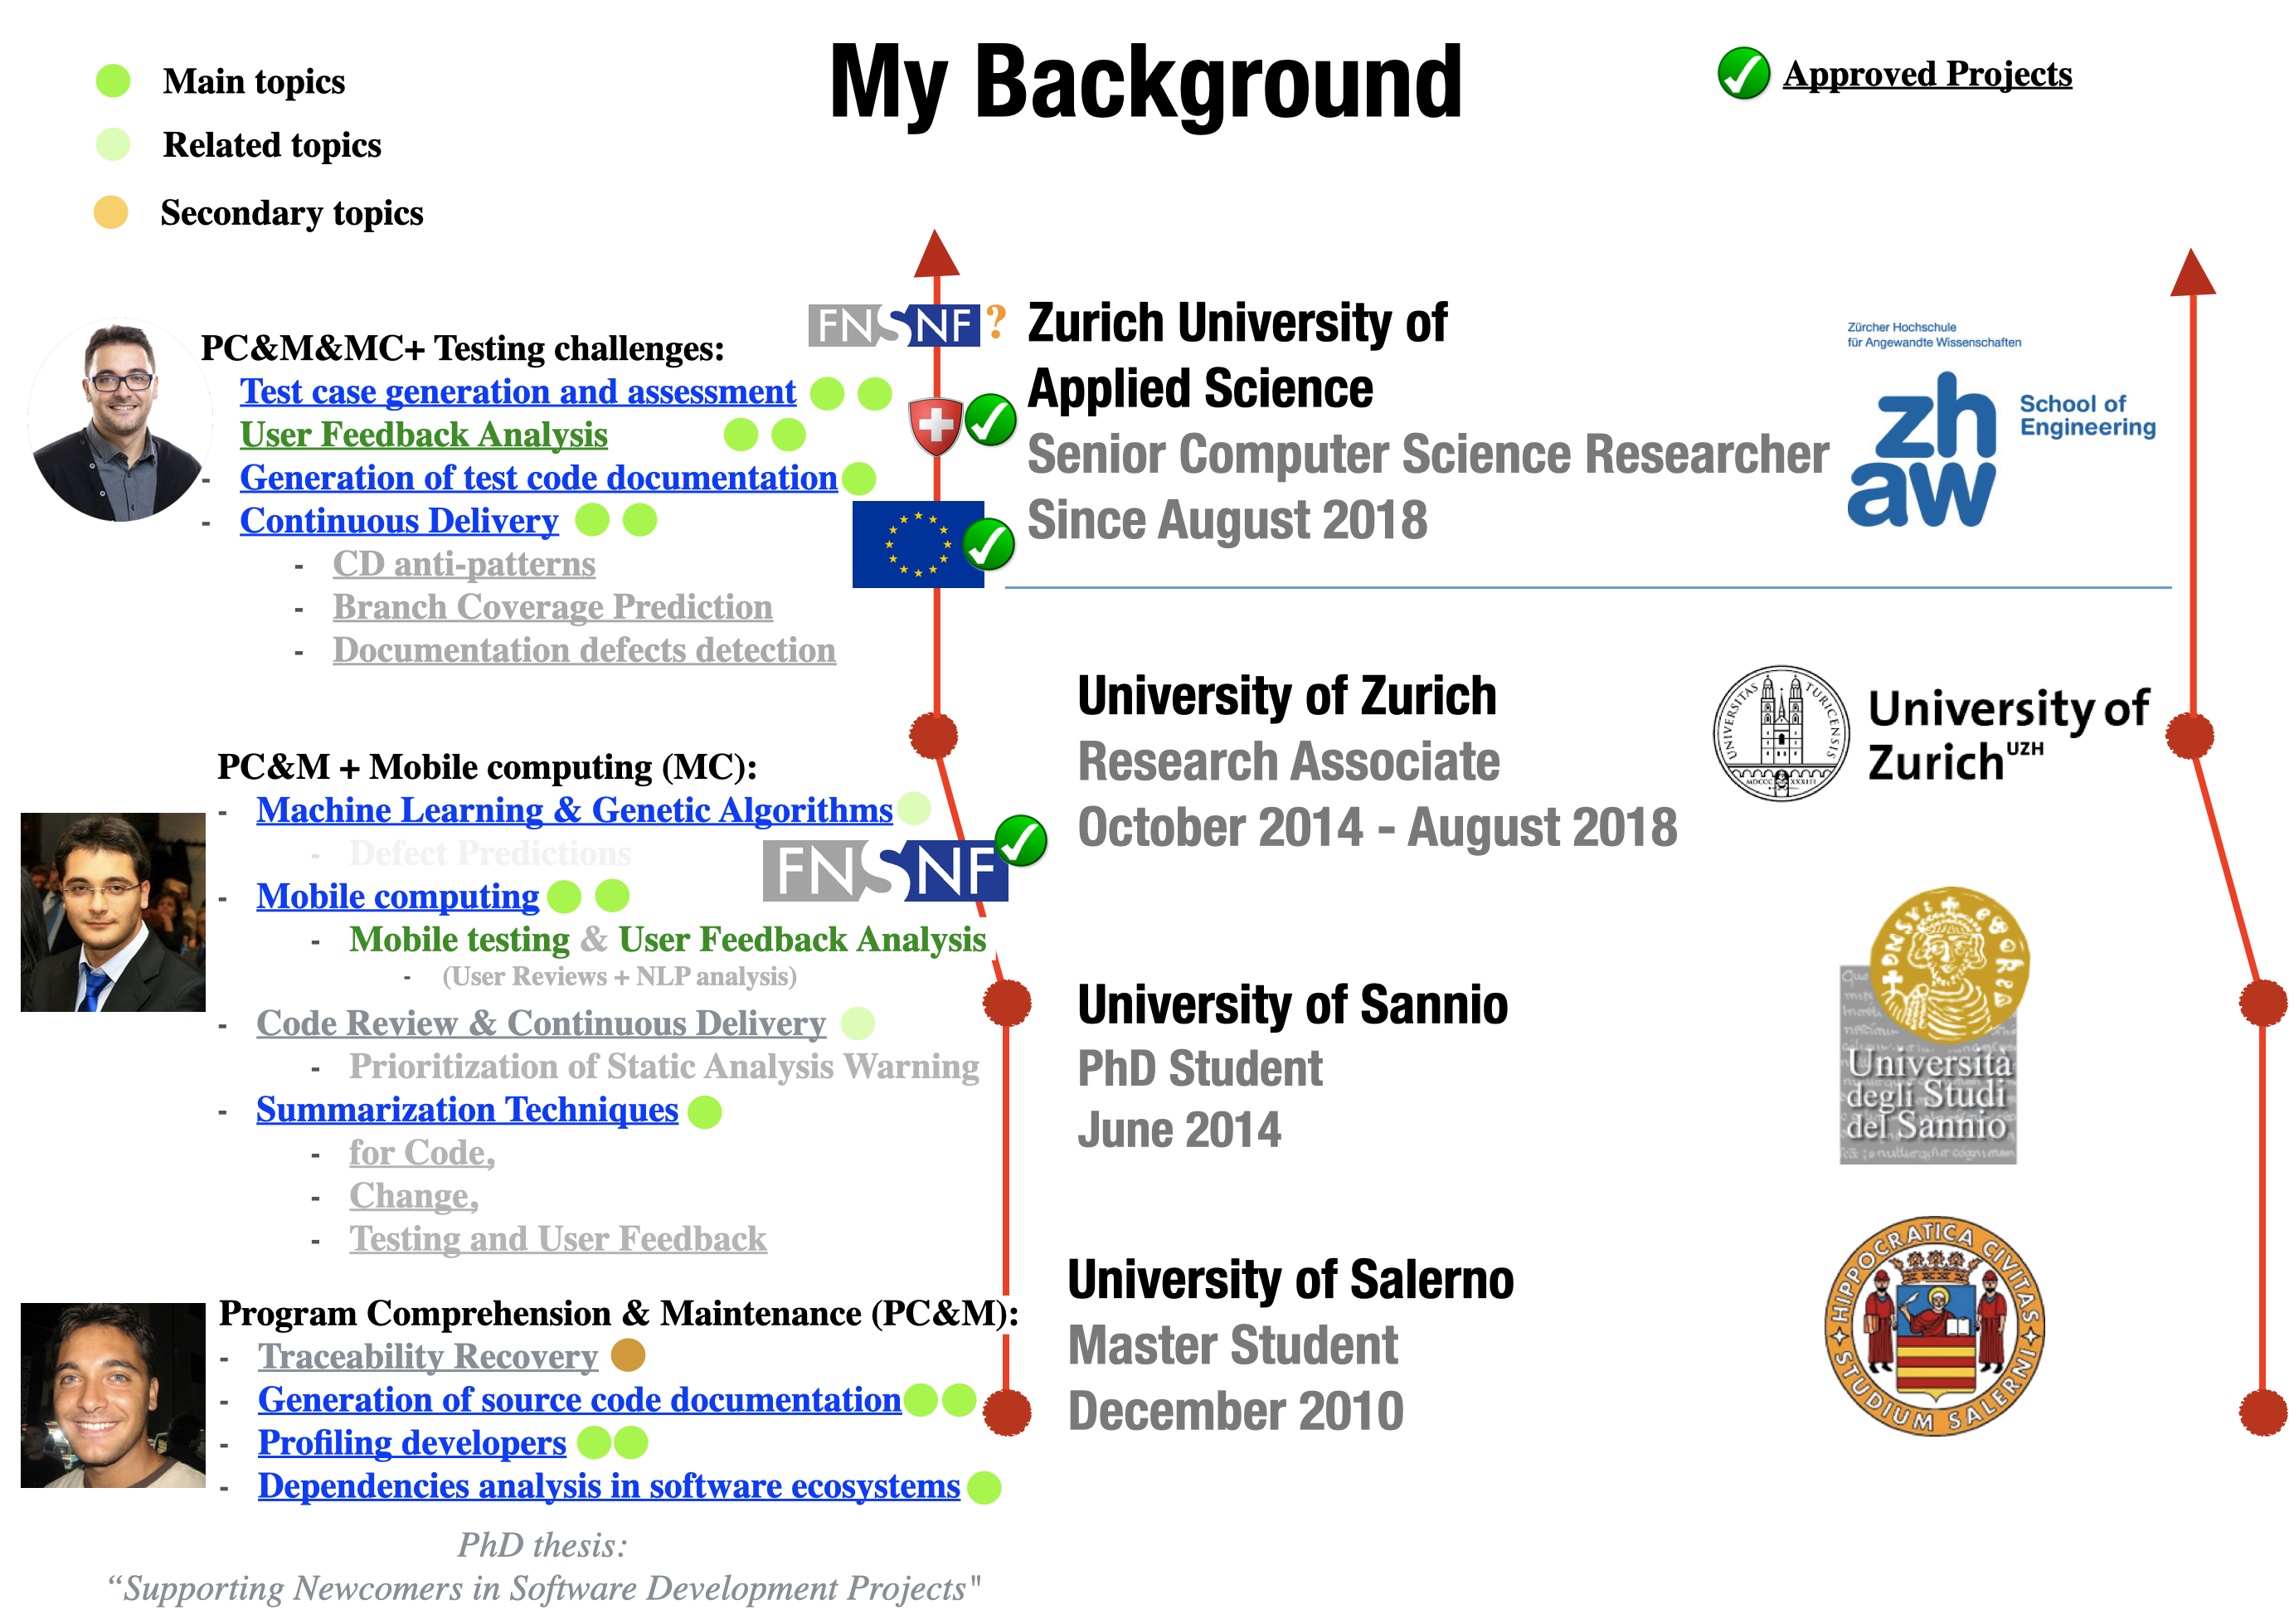 My Background
Main topics
Related topics
Secondary topics
Approved Projects
PC&M&MC+ Testing challenges:
Test case generation and assessment
User Feedback Analysis
- Generation of test code documentation
- Continuous Delivery
- CD anti-patterns
- Branch Coverage Prediction
- Documentation defects detection
FNSNF ?
Zurich University of
Applied Science
Senior Computer Science Researcher
Since August 2018
Zürcher Hochschule
für Angewandte Wissenschaften
zh
aw
School of
Engineering
PC&M + Mobile computing (MC):
- Machine Learning & Genetic Algorithms
- Defect Predictions
- Mobile computing
- Mobile testing & User Feedback Analysis
- (User Reviews + NLP analysis)
- Code Review & Continuous Delivery
- Prioritization of Static Analysis Warning
- Summarization Techniques
- for Code,
- Change,
- Testing and User Feedback
FNSNF
University of Zurich
Research Associate
October 2014 - August 2018
UNIVERSITAS TURICENSIS
MDCCC XXXIII
University of
Zurich UZH
University of Sannio
PhD Student
June 2014
Università
degli Studi
del Sannio
Program Comprehension & Maintenance (PC&M):
- Traceability Recovery
- Generation of source code documentation
- Profiling developers
- Dependencies analysis in software ecosystems
PhD thesis:
“Supporting Newcomers in Software Development Projects"
University of Salerno
Master Student
December 2010
HIPPOCRATICA CIVITAS
STUDIUM SALERNI